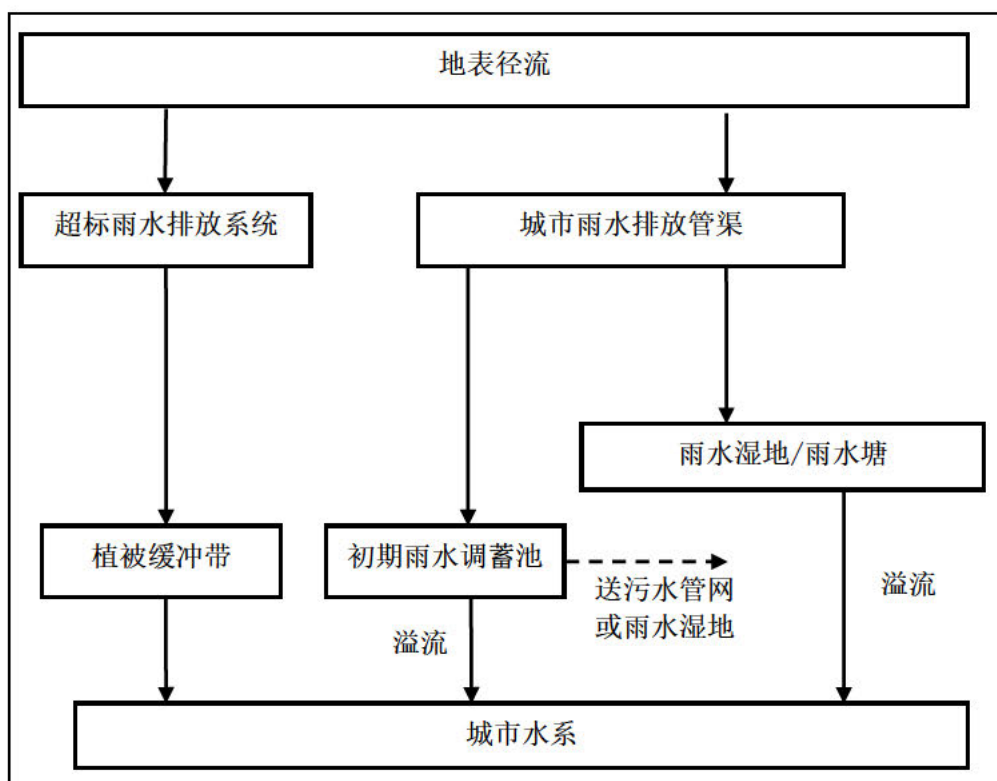 地表径流
超标雨水排放系统
城市雨水排放管渠
雨水湿地/雨水塘
植被缓冲带
初期雨水调蓄池
送污水管网
或雨水湿地
溢流
溢流
城市水系